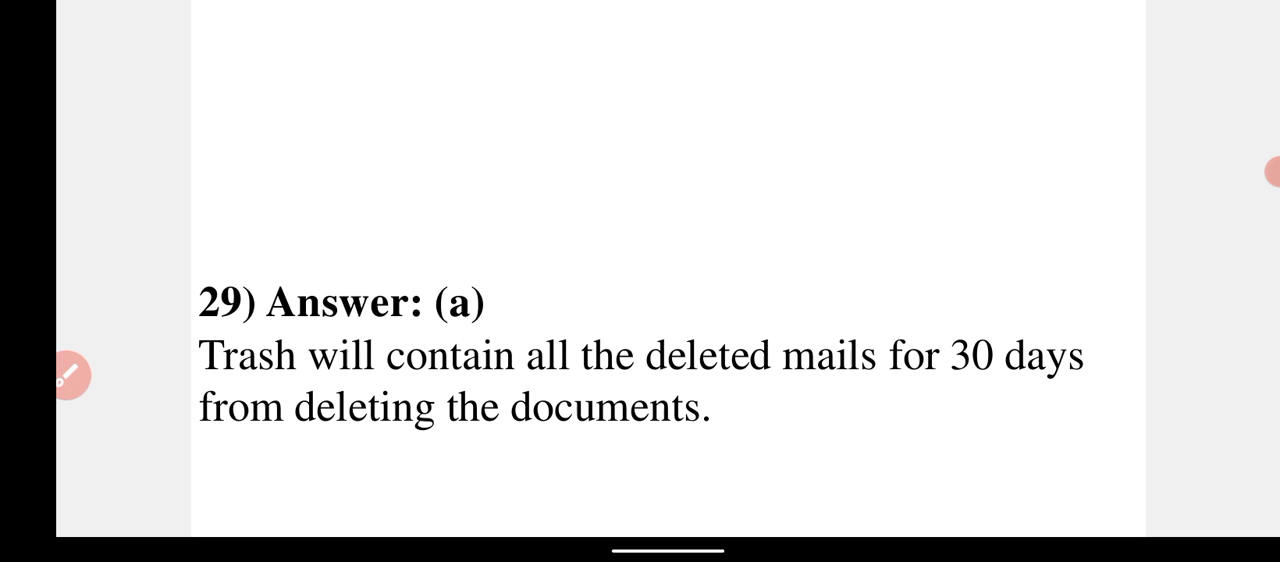 29) Answer: (a)
Trash will contain all the deleted mails for 30 days
from deleting the documents.